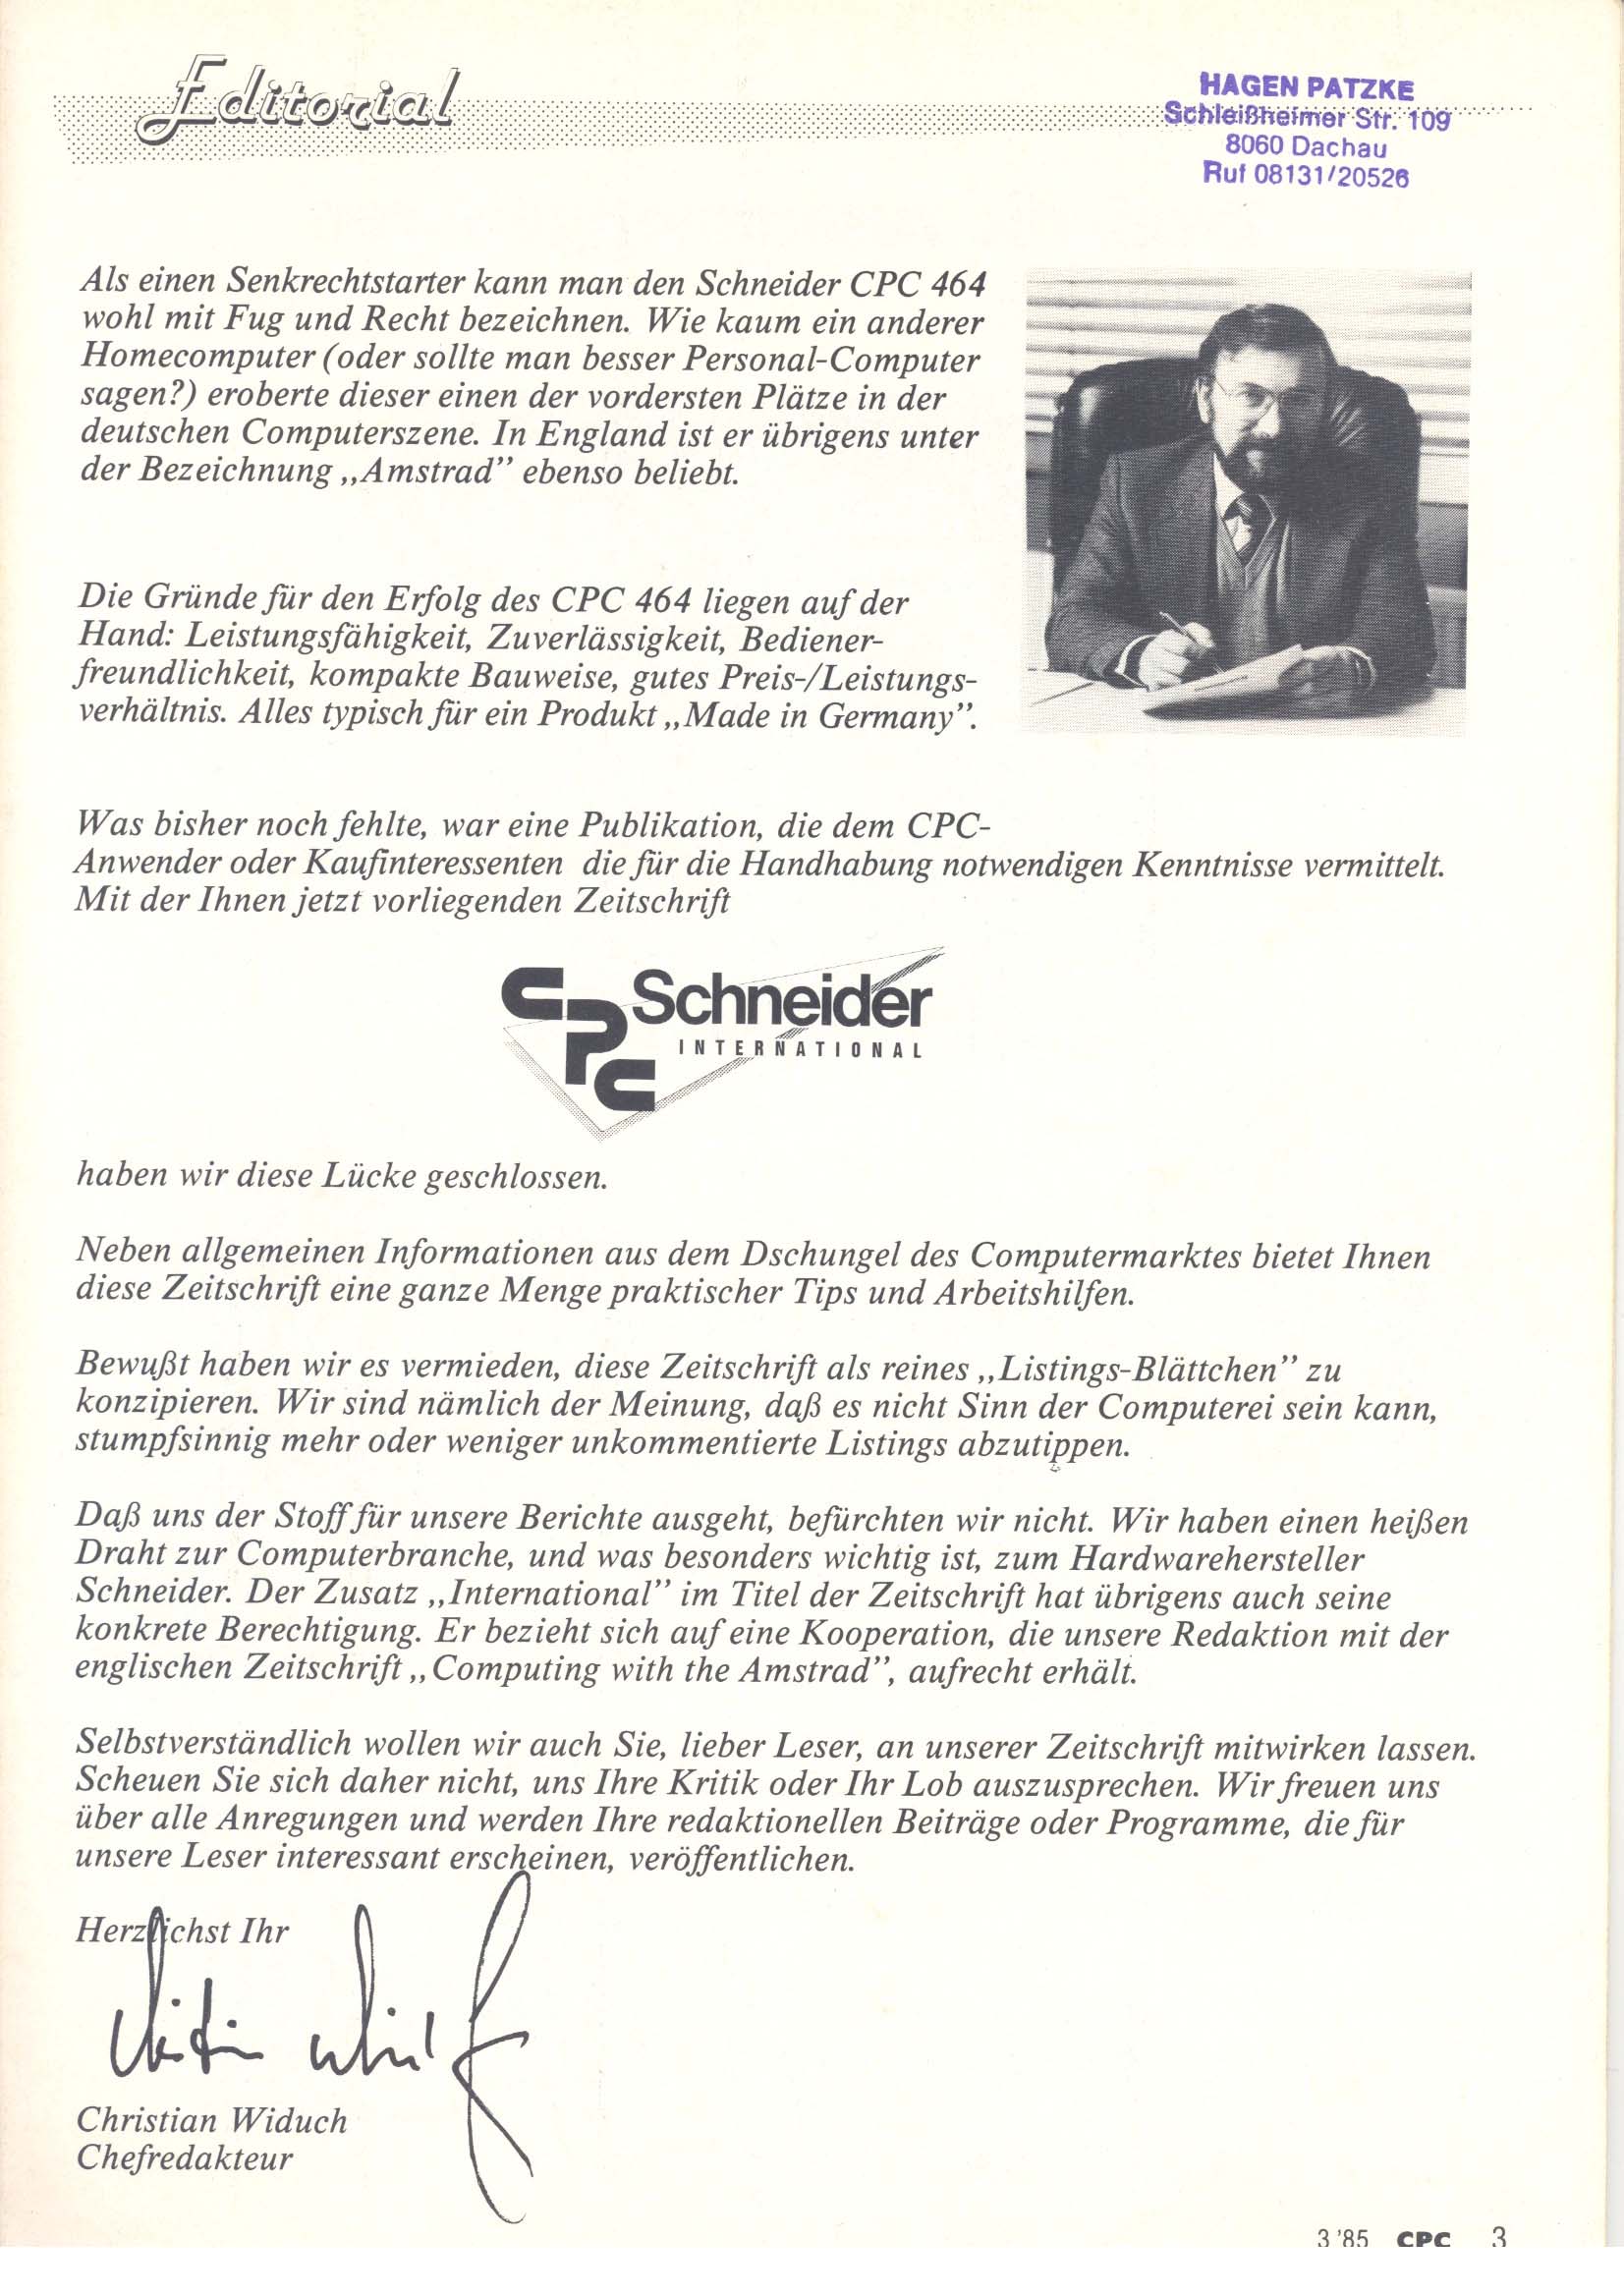 Editorial
HAGEN PATZKE
Schleißheimer Str. 109
8060 Dachau
Ruf 08131/20526
Als einen Senkrechtstarter kann man den Schneider CPC 464
wohl mit Fug und Recht bezeichnen. Wie kaum ein anderer
Homecomputer (oder sollte man besser Personal-Computer
sagen?) eroberte dieser einen der vordersten Plätze in der
deutschen Computerszene. In England ist er übrigens unter
der Bezeichnung „Amstrad” ebenso beliebt.
Die Gründe für den Erfolg des CPC 464 liegen auf der
Hand: Leistungsfähigkeit, Zuverlässigkeit, Bediener-
freundlichkeit, kompakte Bauweise, gutes Preis-/Leistungs-
verhältnis. Alles typisch für ein Produkt „Made in Germany”.
Was bisher noch fehlte, war eine Publikation, die dem CPC-
Anwender oder Kaufinteressenten die für die Handhabung notwendigen Kenntnisse vermittelt.
Mit der Ihnen jetzt vorliegenden Zeitschrift
CPC Schneider
INTERNATIONAL
haben wir diese Lücke geschlossen.
Neben allgemeinen Informationen aus dem Dschungel des Computermarktes bietet Ihnen
diese Zeitschrift eine ganze Menge praktischer Tips und Arbeitshilfen.
Bewußt haben wir es vermieden, diese Zeitschrift als reines „Listings-Blättchen” zu
konzipieren. Wir sind nämlich der Meinung, daß es nicht Sinn der Computerei sein kann,
stumpfsinnig mehr oder weniger unkommentierte Listings abzutippen.
Daß uns der Stoff für unsere Berichte ausgeht, befürchten wir nicht. Wir haben einen heißen
Draht zur Computerbranche, und was besonders wichtig ist, zum Hardwarehersteller
Schneider. Der Zusatz „International” im Titel der Zeitschrift hat übrigens auch seine
konkrete Berechtigung. Er bezieht sich auf eine Kooperation, die unsere Redaktion mit der
englischen Zeitschrift „Computing with the Amstrad”, aufrecht erhält.
Selbstverständlich wollen wir auch Sie, lieber Leser, an unserer Zeitschrift mitwirken lassen.
Scheuen Sie sich daher nicht, uns Ihre Kritik oder Ihr Lob auszusprechen. Wir freuen uns
über alle Anregungen und werden Ihre redaktionellen Beiträge oder Programme, die für
unsere Leser interessant erscheinen, veröffentlichen.
Herzlichst Ihr
Christian Widuch
Chefredakteur
3 '85 CPC 3